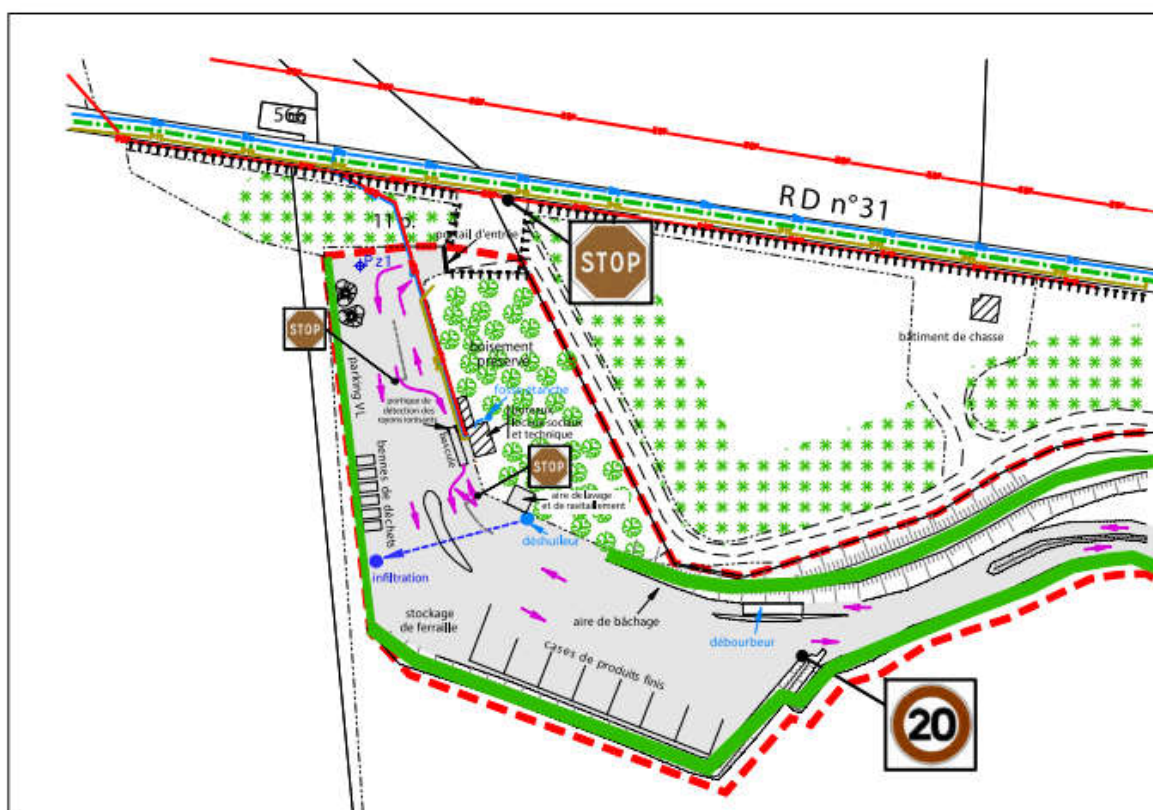 566
RD n°31
11 p.
portail d'entrée
STOP
Pz1
STOP
bâtiment de chasse
boisement
préservé
parking VL
fosse étanche
portique de
détection des
rayons ionisants
locaux sociaux
et technique
bascule
STOP
bennes de déchets
aire de lavage
et de ravitaillement
déshuileur
infiltration
stockage
de ferraille
aire de bâchage
débourbeur
cases de produits finis
20